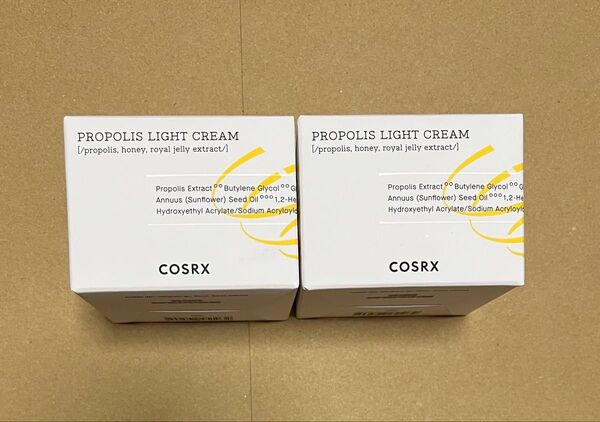 PROPOLIS LIGHT CREAM
[/propolis, honey, royal jelly extract/]
Propolis Extract°°Butylene Glycol°°G
Annuus (Sunflower) Seed Oil°°°1,2-He
Hydroxyethyl Acrylate/Sodium Acryloyl
COSRX
PROPOLIS LIGHT CREAM
[/propolis, honey, royal jelly extract/]
Propolis Extract°°Butylene Glycol°°G
Annuus (Sunflower) Seed Oil°°°1,2-He
Hydroxyethyl Acrylate/Sodium Acryloyl
COSRX